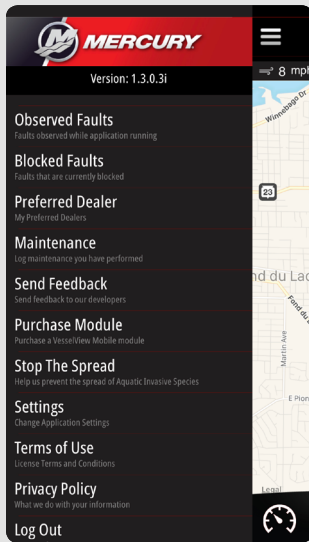 MERCURY
Version: 1.3.0.3i
8 mph
Winnebago Dr
Observed Faults
Faults observed while application running
Blocked Faults
Faults that are currently blocked
23
Preferred Dealer
My Preferred Dealers
Maintenance
Log maintenance you have performed
nd du Lac
Send Feedback
Send feedback to our developers
Fond du
Purchase Module
Purchase a VesselView Mobile module
Martin Ave
Stop The Spread
Help us prevent the spread of Aquatic Invasive Species
Settings
Change Application Settings
E Pion
Terms of Use
License Terms and Conditions
Privacy Policy
What we do with your information
Legal
Log Out